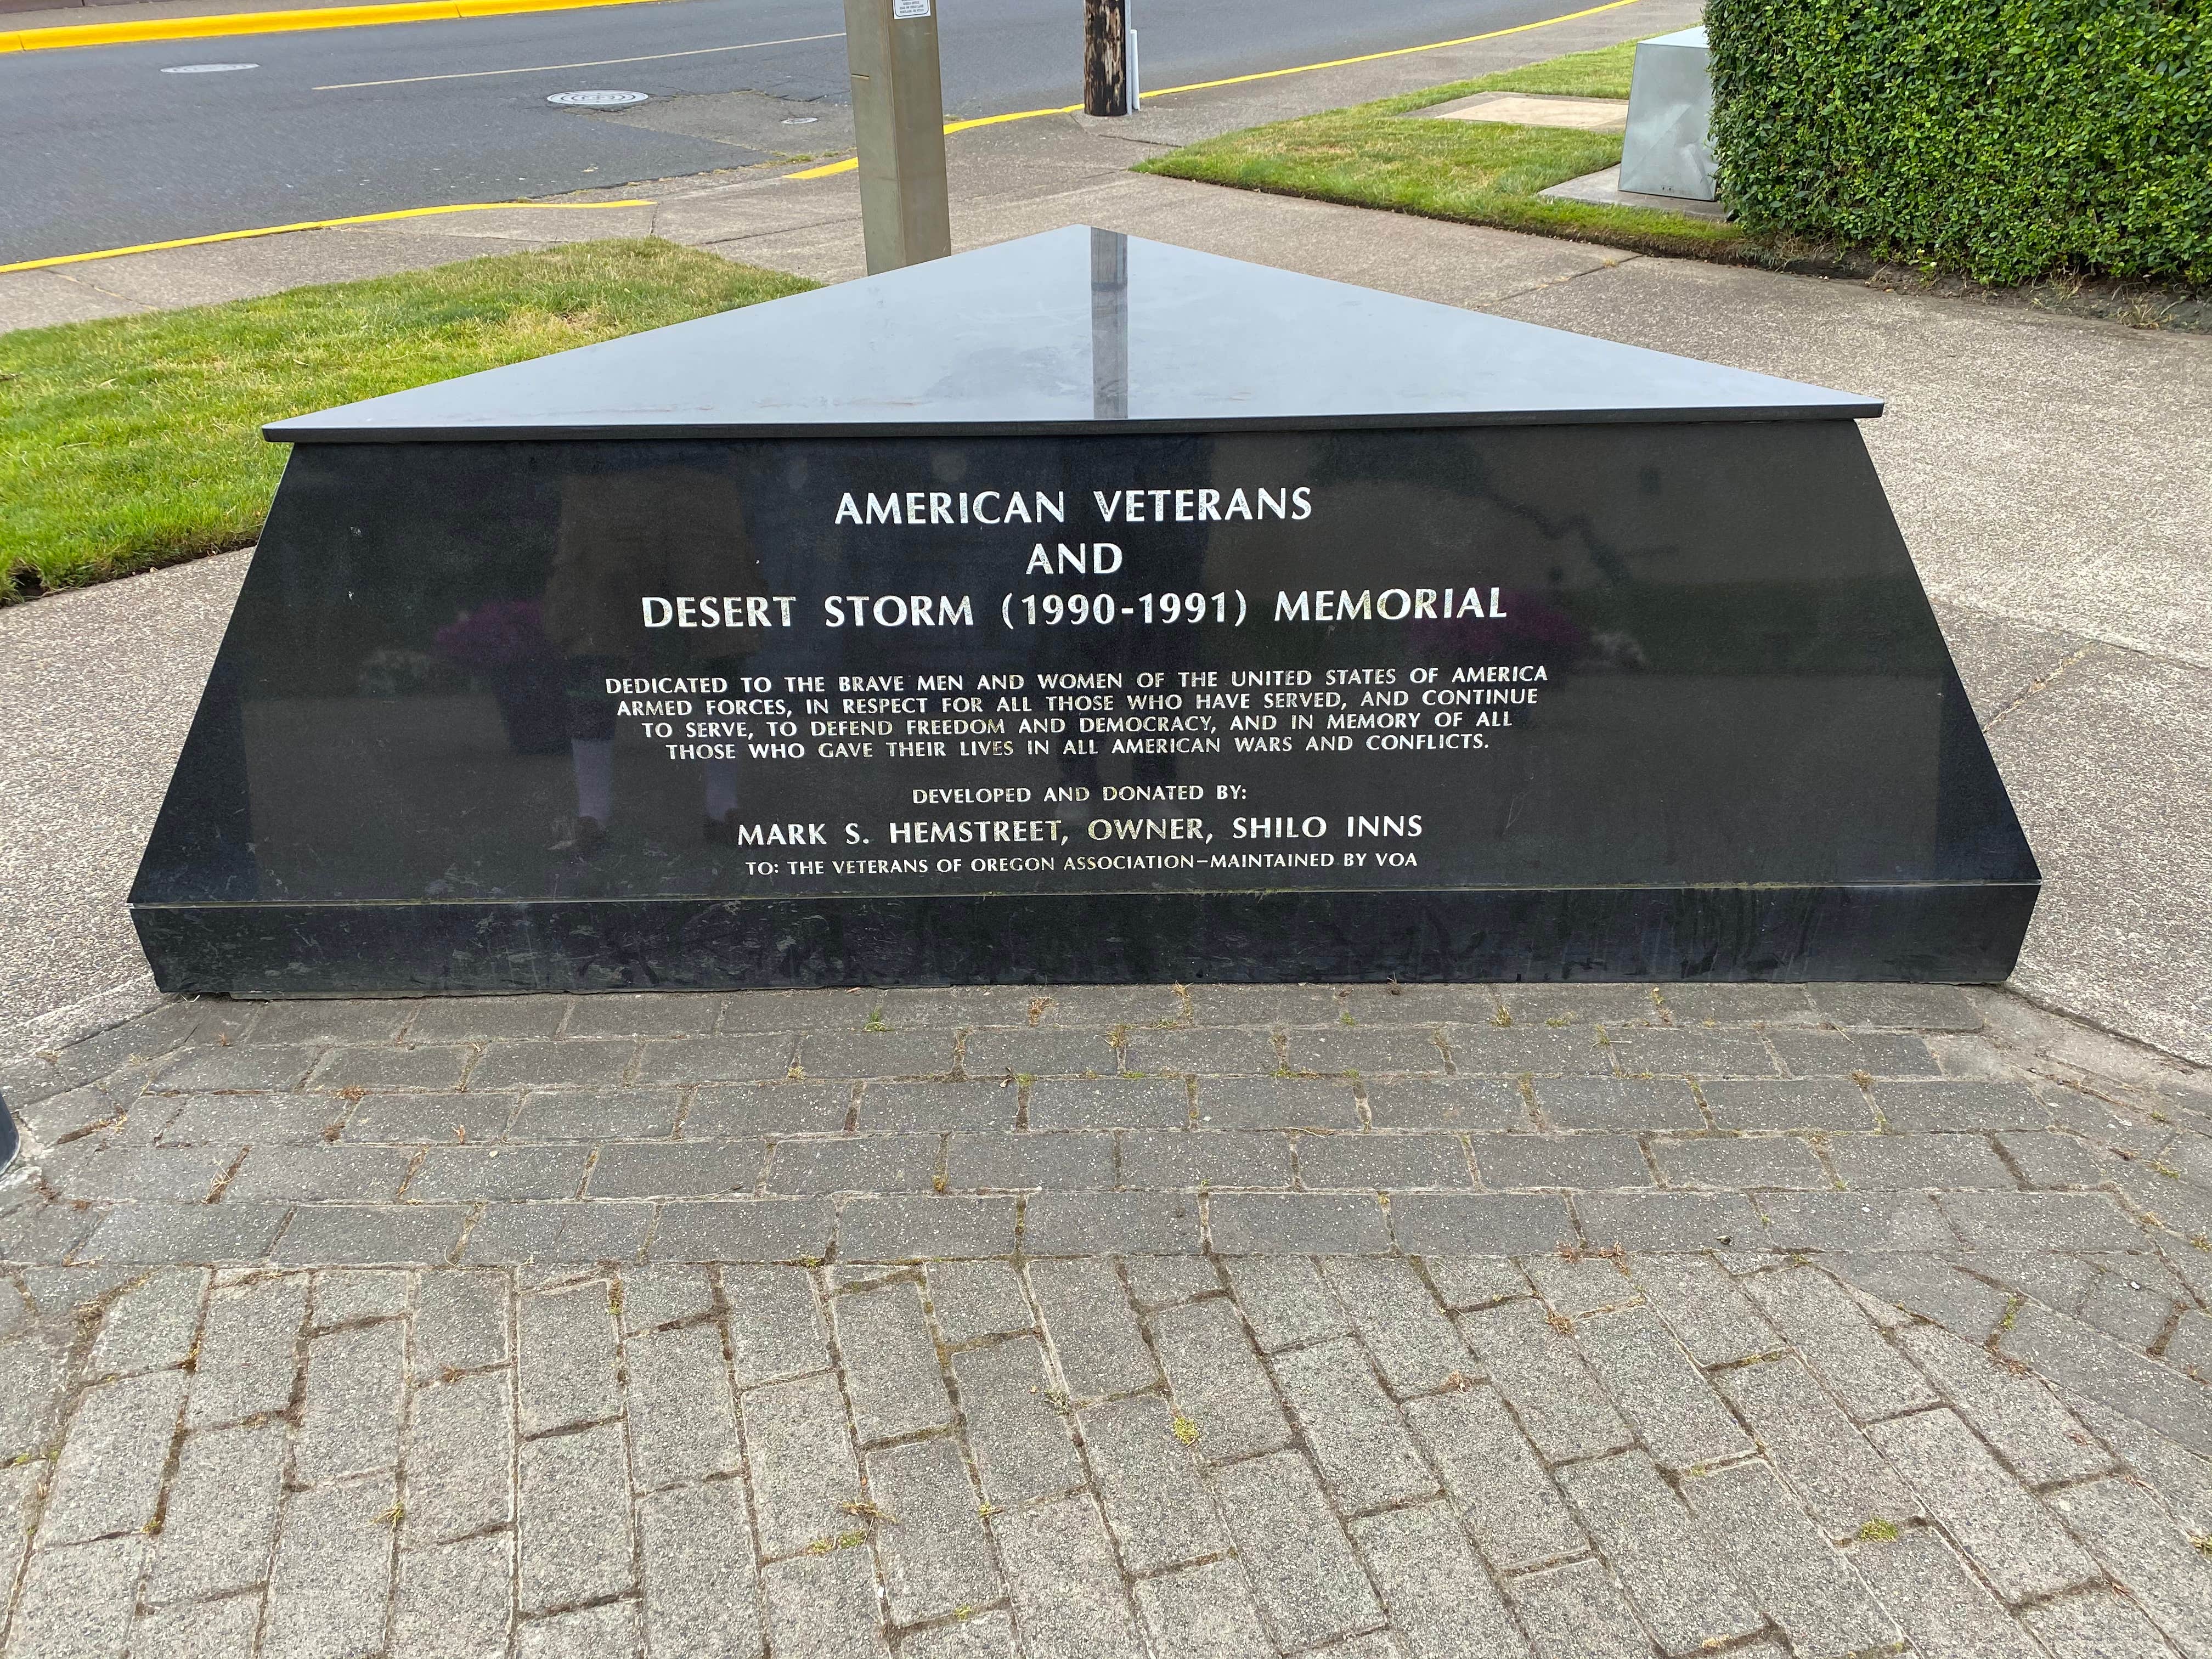 AMERICAN VETERANS
AND
DESERT STORM (1990-1991) MEMORIAL
DEDICATED TO THE BRAVE MEN AND WOMEN OF THE UNITED STATES OF AMERICA
ARMED FORCES, IN RESPECT FOR ALL THOSE WHO HAVE SERVED, AND CONTINUE
TO SERVE, TO DEFEND FREEDOM AND DEMOCRACY, AND IN MEMORY OF ALL
THOSE WHO GAVE THEIR LIVES IN ALL AMERICAN WARS AND CONFLICTS.
DEVELOPED AND DONATED BY:
MARK S. HEMSTREET, OWNER, SHILO INNS
TO: THE VETERANS OF OREGON ASSOCIATION–MAINTAINED BY VOA